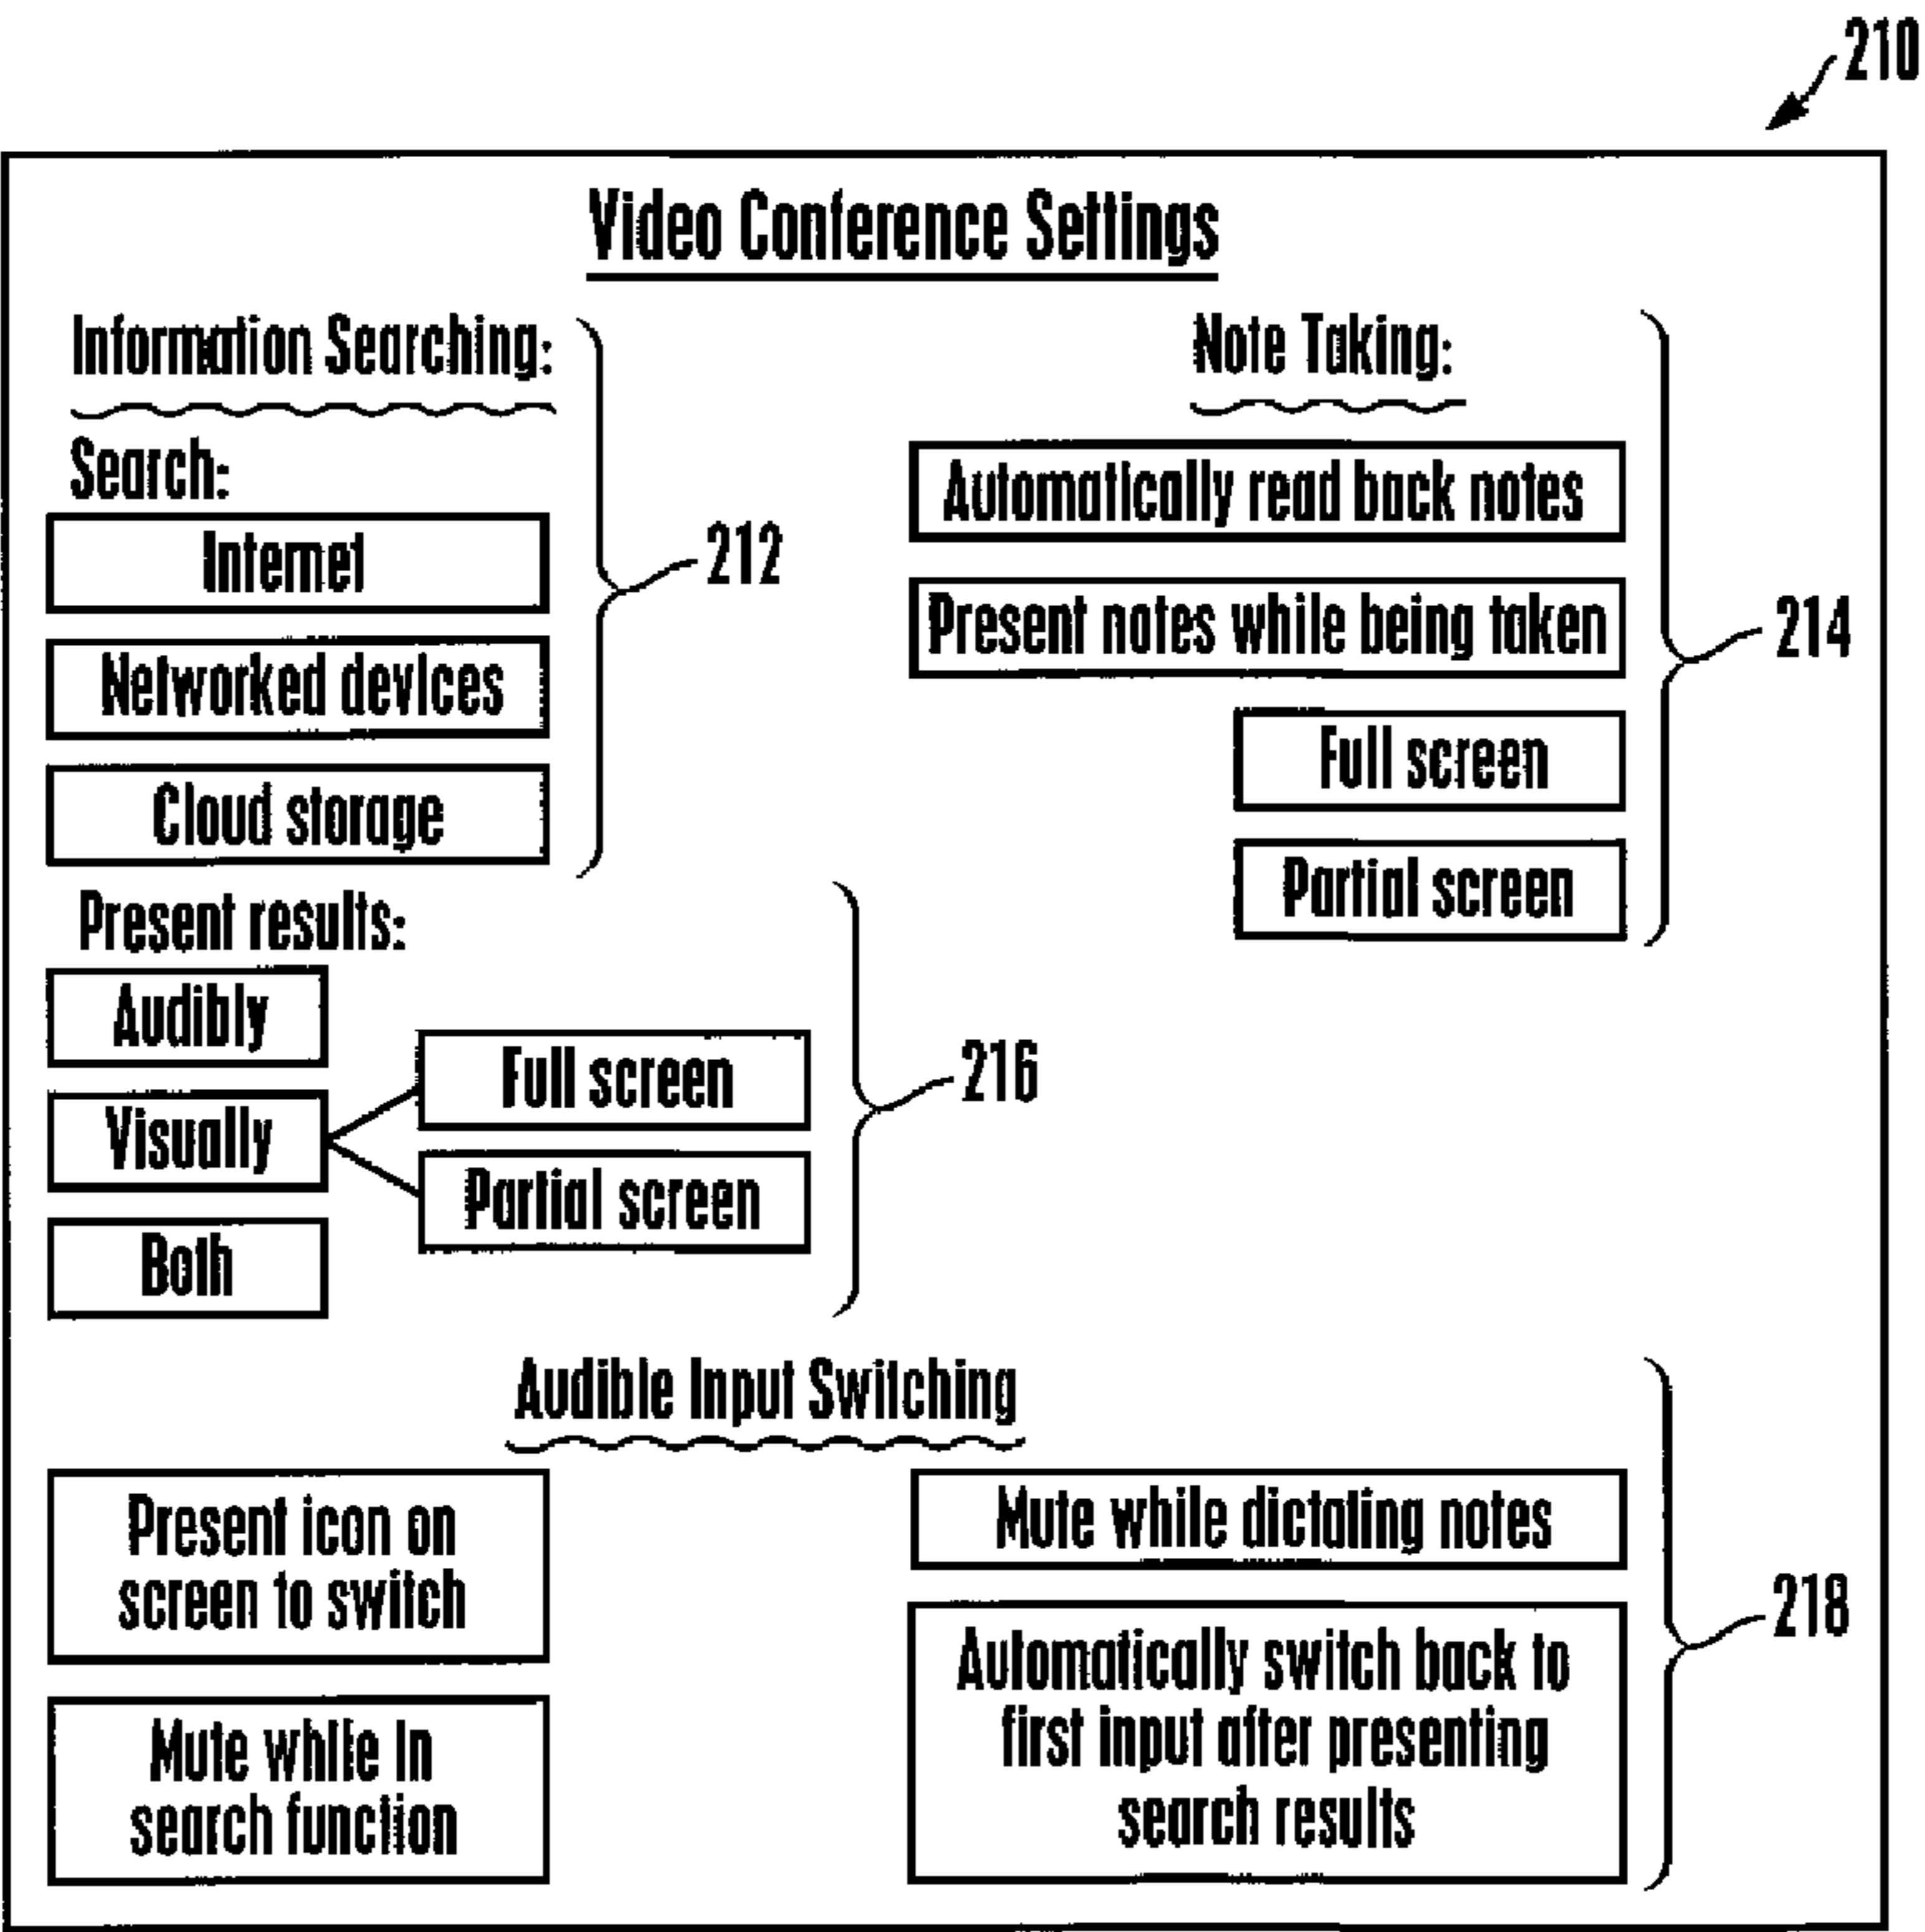 210
Video Conference Settings
Information Searching:
Search:
Internet
Networked devices
Cloud storage
212
Note Taking:
Automatically read back notes
Present notes while being taken
Full screen
Partial screen
214
Present results:
Audibly
Visually
Both
Full screen
Partial screen
216
Audible Input Switching
Present icon on
screen to switch
Mute while in
search function
Mute while dictating notes
Automatically switch back to
first input after presenting
search results
218